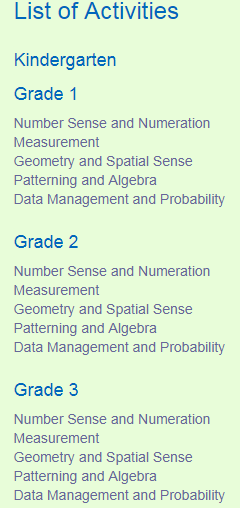 List of Activities
Kindergarten
Grade 1
Number Sense and Numeration
Measurement
Geometry and Spatial Sense
Patterning and Algebra
Data Management and Probability
Grade 2
Number Sense and Numeration
Measurement
Geometry and Spatial Sense
Patterning and Algebra
Data Management and Probability
Grade 3
Number Sense and Numeration
Measurement
Geometry and Spatial Sense
Patterning and Algebra
Data Management and Probability